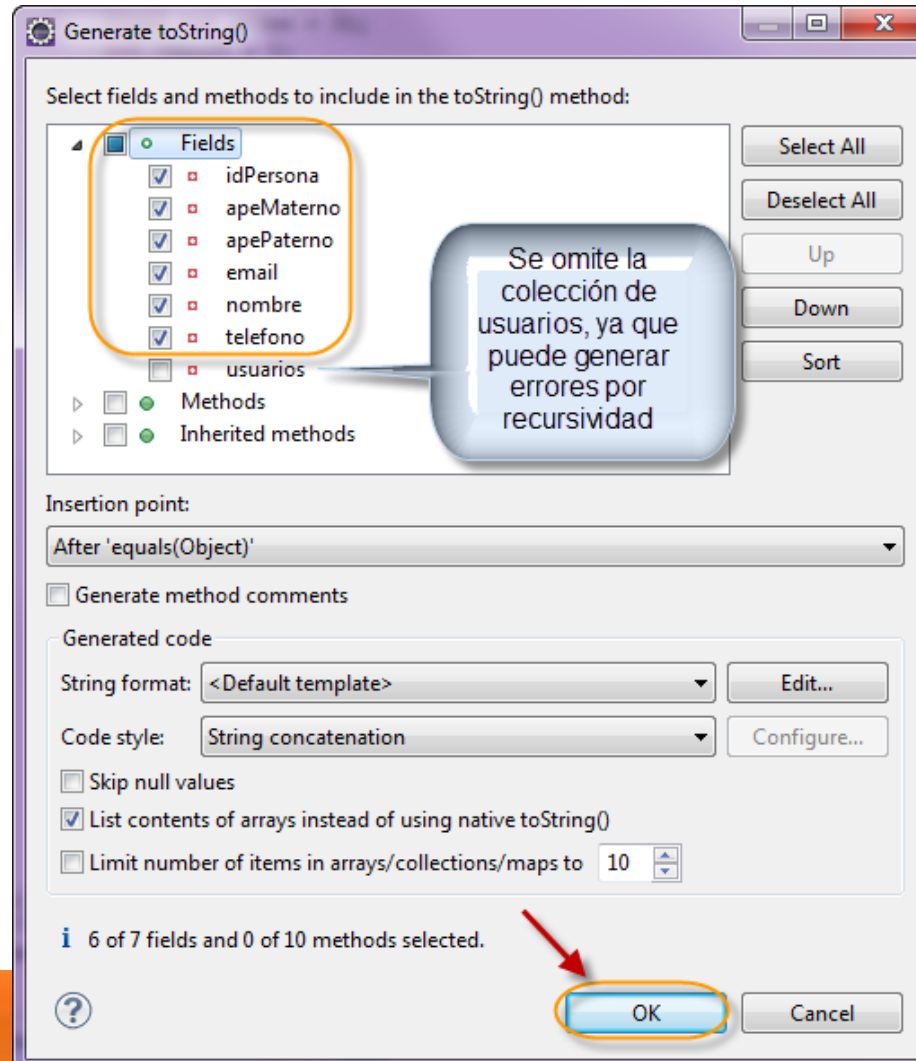 Generate toString()
Select fields and methods to include in the toString() method:
Fields
idPersona
apeMaterno
apePaterno
email
nombre
telefono
usuarios
Methods
Inherited methods
Se omite la
colección de
usuarios, ya que
puede generar
errores por
recursividad
Select All
Deselect All
Up
Down
Sort
Insertion point:
After 'equals(Object)'
Generate method comments
Generated code
String format: <Default template> Edit...
Code style: String concatenation Configure...
Skip null values
List contents of arrays instead of using native toString()
Limit number of items in arrays/collections/maps to 10
i 6 of 7 fields and 0 of 10 methods selected.
? OK Cancel